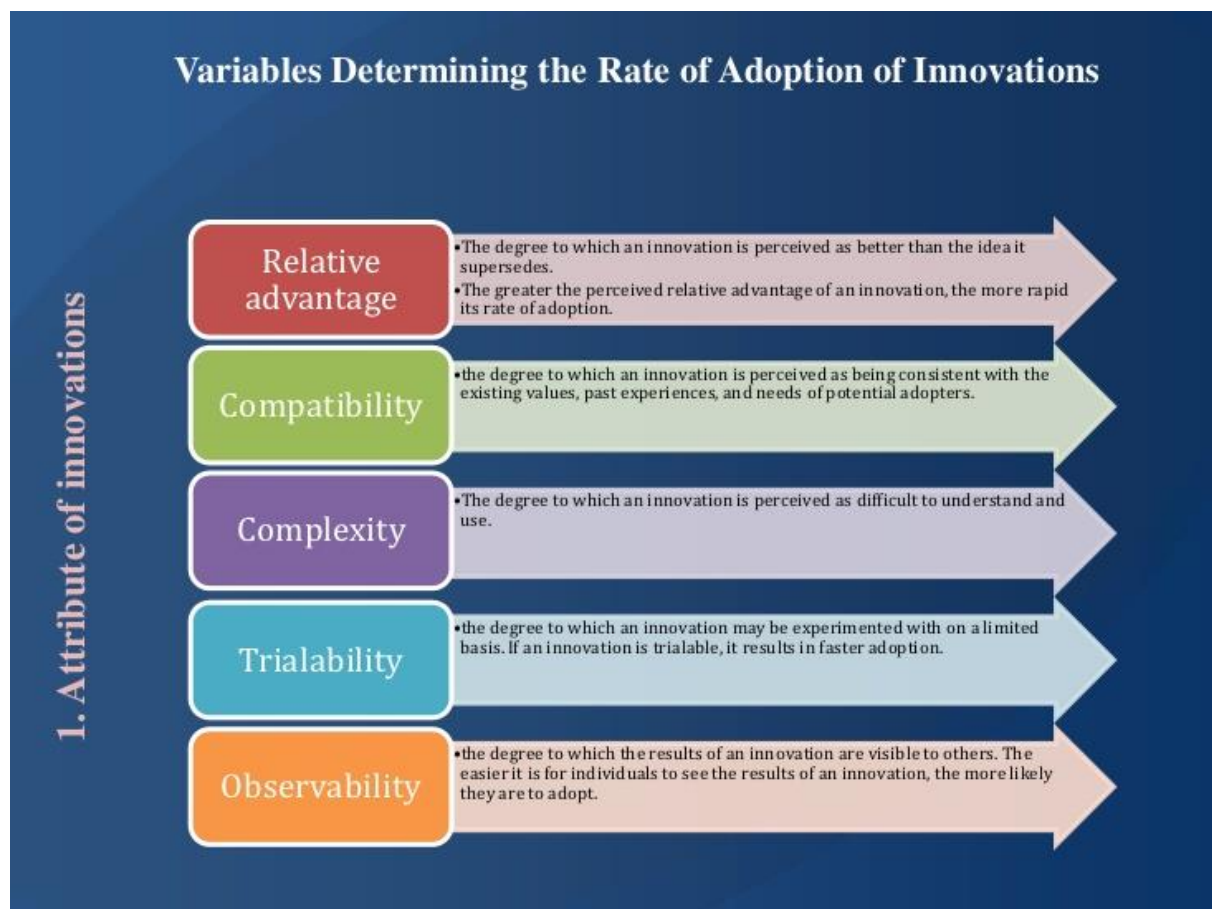 Variables Determining the Rate of Adoption of Innovations
1. Attribute of innovations
Relative
advantage
•The degree to which an innovation is perceived as better than the idea it
supersedes.
•The greater the perceived relative advantage of an innovation, the more rapid
its rate of adoption.
Compatibility
•the degree to which an innovation is perceived as being consistent with the
existing values, past experiences, and needs of potential adopters.
Complexity
•The degree to which an innovation is perceived as difficult to understand and
use.
Trialability
•the degree to which an innovation may be experimented with on a limited
basis. If an innovation is trialable, it results in faster adoption.
Observability
•the degree to which the results of an innovation are visible to others. The
easier it is for individuals to see the results of an innovation, the more likely
they are to adopt.